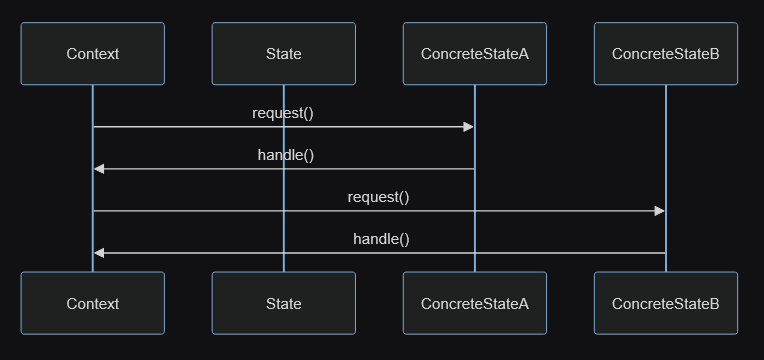 Context
State
ConcreteStateA
ConcreteStateB
request()
handle()
request()
handle()
Context
State
ConcreteStateA
ConcreteStateB